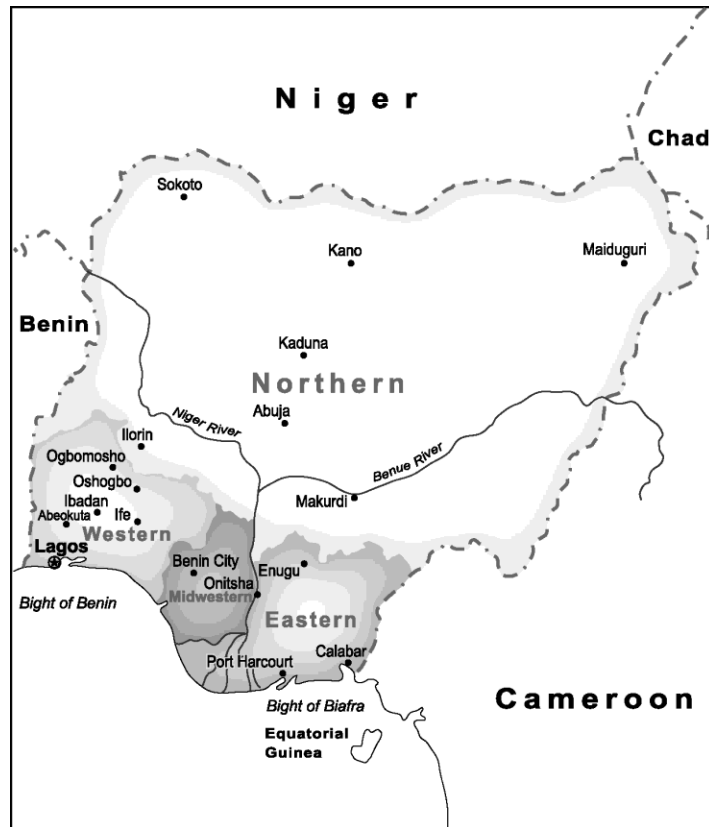 Niger
Chad
Sokoto
Kano
Maiduguri
Benin
Kaduna
Northern
Abuja
Niger River
Ilorin
Ogbomosho
Benue River
Oshogbo
Makurdi
Ibadan
Abeokuta
Ife
Western
Lagos
Benin City
Enugu
Onitsha
Midwestern
Bight of Benin
Eastern
Calabar
Port Harcourt
Cameroon
Bight of Biafra
Equatorial
Guinea